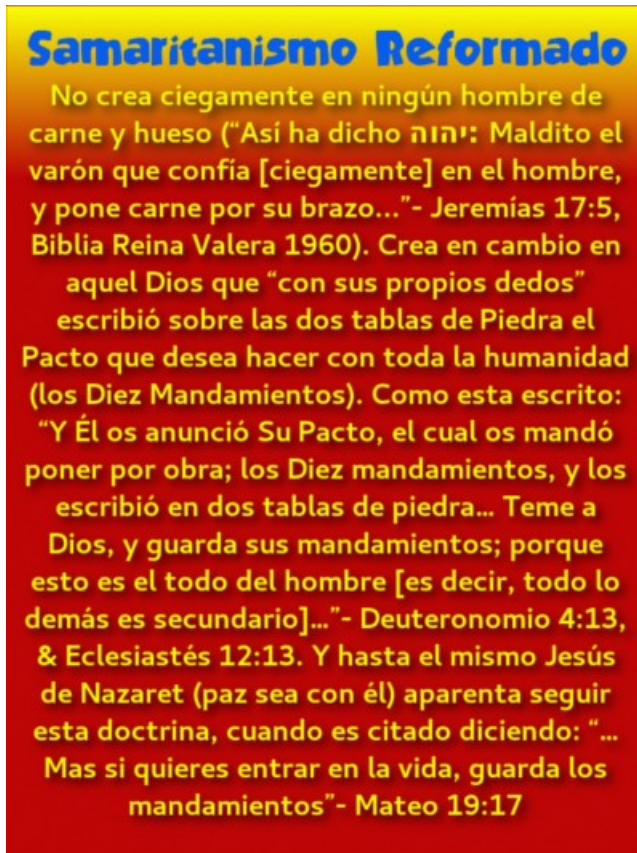 Samaritanismo Reformado
No crea ciegamente en ningún hombre de
carne y hueso (“Así ha dicho יהוה: Maldito el
varón que confía [ciegamente] en el hombre,
y pone carne por su brazo...”- Jeremías 17:5,
Biblia Reina Valera 1960). Crea en cambio en
aquel Dios que “con sus propios dedos”
escribió sobre las dos tablas de Piedra el
Pacto que desea hacer con toda la humanidad
(los Diez Mandamientos). Como esta escrito:
“Y Él os anunció Su Pacto, el cual os mandó
poner por obra; los Diez mandamientos, y los
escribió en dos tablas de piedra... Teme a
Dios, y guarda sus mandamientos; porque
esto es el todo del hombre [es decir, todo lo
demás es secundario]...”- Deuteronomio 4:13,
& Eclesiastés 12:13. Y hasta el mismo Jesús
de Nazaret (paz sea con él) aparenta seguir
esta doctrina, cuando es citado diciendo: “...
Mas si quieres entrar en la vida, guarda los
mandamientos”- Mateo 19:17